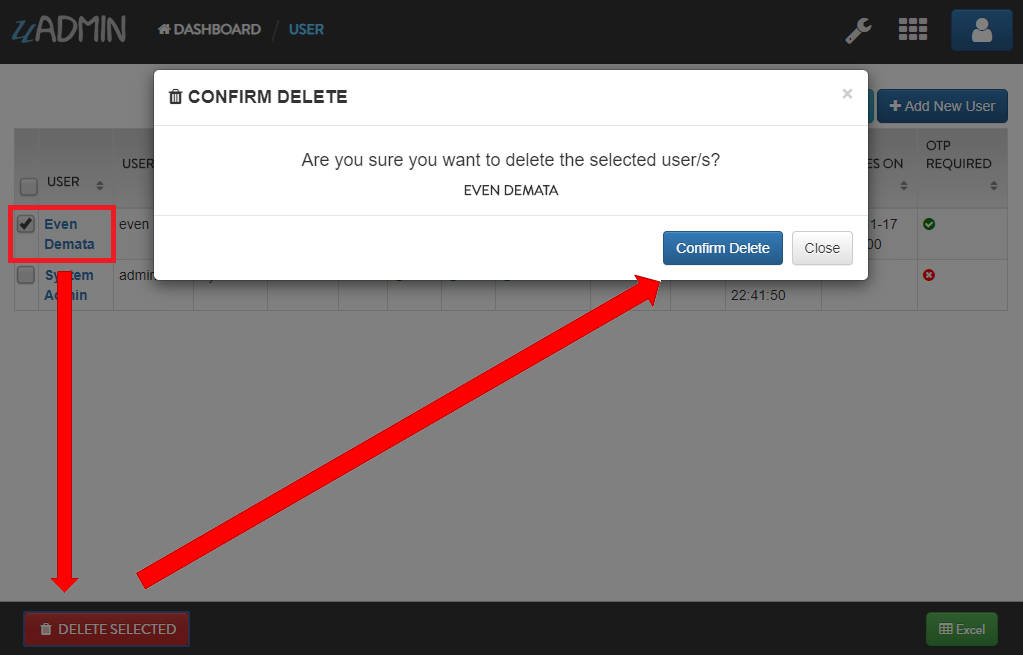 uADMIN
DASHBOARD / USER
CONFIRM DELETE
×
Are you sure you want to delete the selected user/s?
EVEN DEMATA
Confirm Delete
Close
Add New User
USER
USER
ES ON
OTP
REQUIRED
Even
Demata
even
1-17
00
System
Admin
admin
22:41:50
DELETE SELECTED
Excel